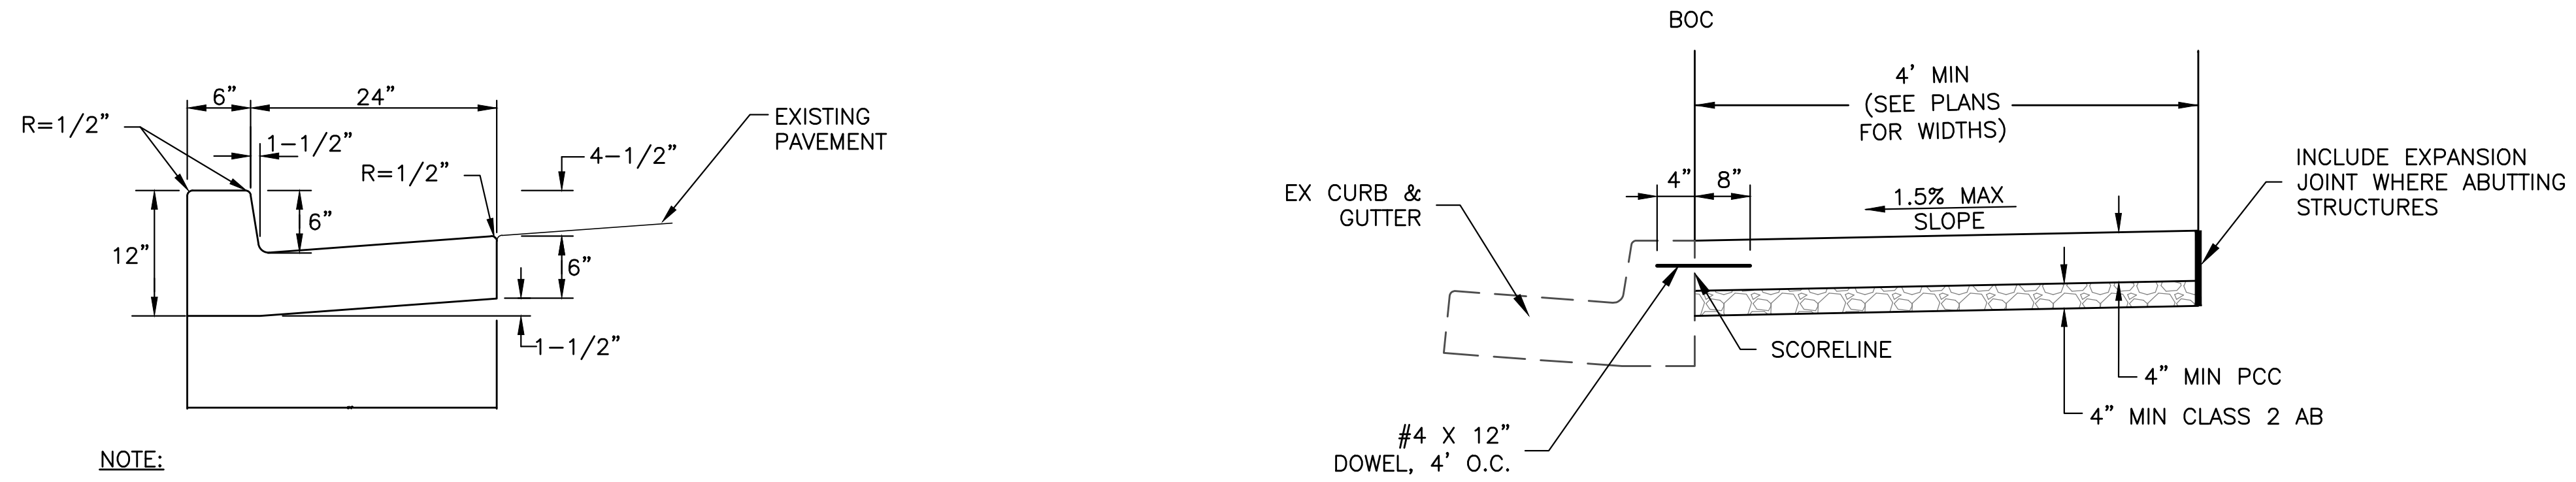 6" 24"
R=1/2"
1-1/2"
R=1/2"
4-1/2"
EXISTING
PAVEMENT
6"
12"
6"
1-1/2"
NOTE:
BOC
4' MIN
(SEE PLANS
FOR WIDTHS)
4" 8"
EX CURB &
GUTTER
1.5% MAX
SLOPE
INCLUDE EXPANSION
JOINT WHERE ABUTTING
STRUCTURES
SCORELINE
4" MIN PCC
4" MIN CLASS 2 AB
#4 X 12"
DOWEL, 4' O.C.